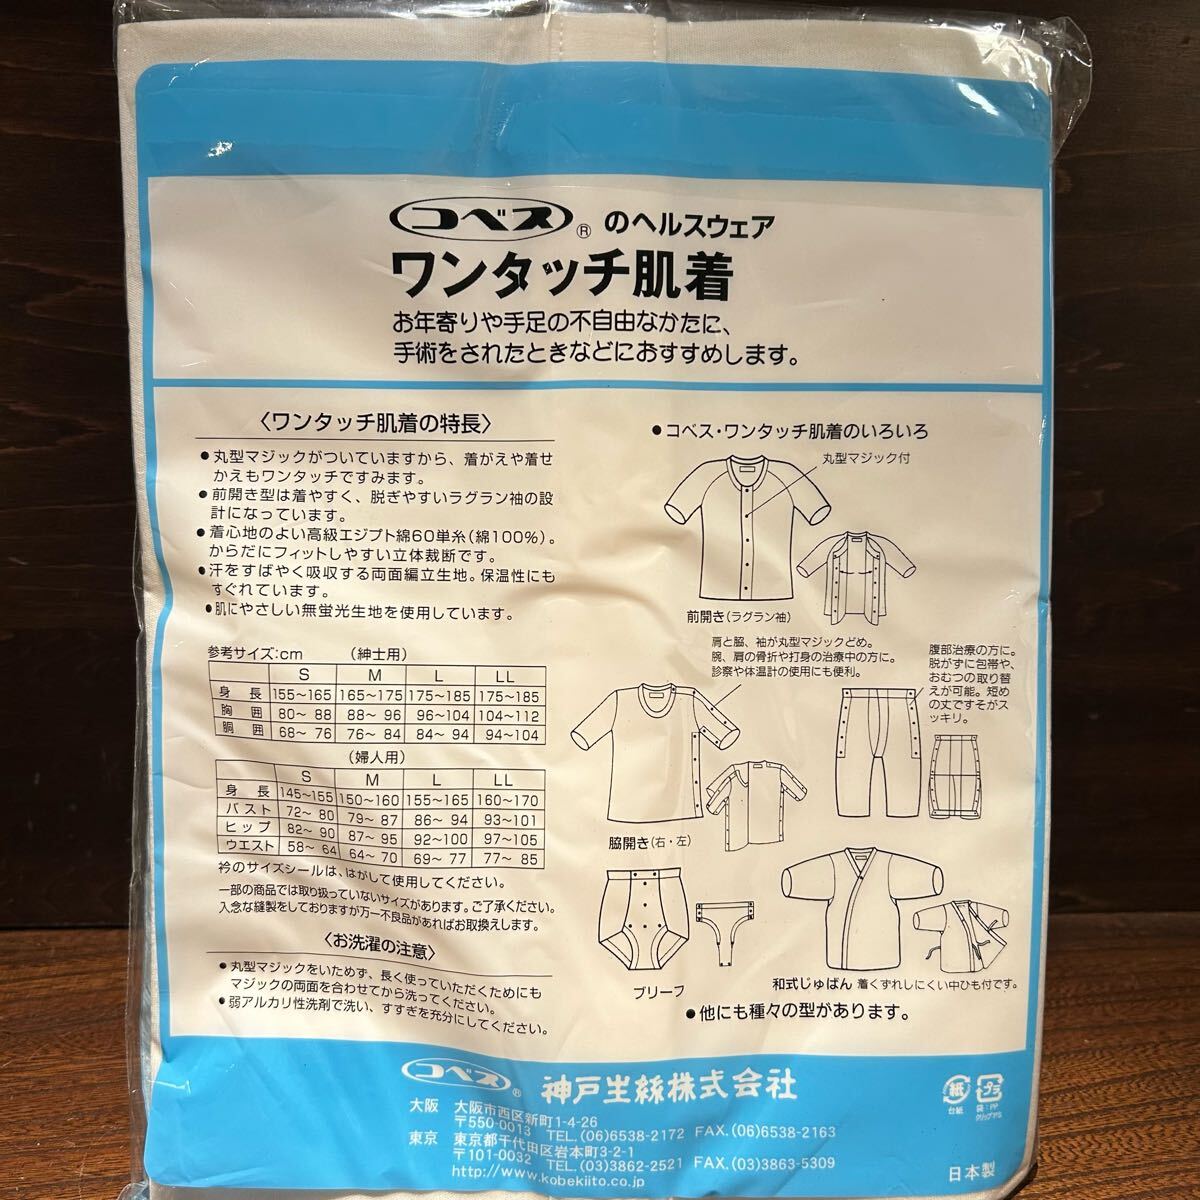 コベス® のヘルスウェア
ワンタッチ肌着
お年寄りや手足の不自由なかたに、
手術をされたときなどにおすすめします。
〈ワンタッチ肌着の特長〉
●丸型マジックがついていますから、着がえや着せ
かえもワンタッチですみます。
●前開き型は着やすく、脱ぎやすいラグラン袖の設
計になっています。
●着心地のよい高級エジプト綿60単糸(綿100%)。
からだにフィットしやすい立体裁断です。
●汗をすばやく吸収する両面編立生地。保温性にも
すぐれています。
●肌にやさしい無蛍光生地を使用しています。
参考サイズ:cm (紳士用)
S M L LL
身長 155〜165 165〜175 175〜185 175〜185
胸囲 80〜88 88〜96 96〜104 104〜112
胴囲 68〜76 76〜84 84〜94 94〜104
(婦人用)
S M L LL
身長 145〜155 150〜160 155〜165 160〜170
バスト 72〜80 79〜87 86〜94 93〜101
ヒップ 82〜90 87〜95 92〜100 97〜105
ウエスト 58〜64 64〜70 69〜77 77〜85
衿のサイズシールは、はがして使用してください。
一部の商品では取り扱っていないサイズがあります。ご了承ください。
入念な縫製をしておりますが万一不良品があればお取換えします。
〈お洗濯の注意〉
●丸型マジックをいためず、長く使っていただくためにも
マジックの両面を合わせてから洗ってください。
●弱アルカリ性洗剤で洗い、すすぎを充分にしてください。
●コベス・ワンタッチ肌着のいろいろ
丸型マジック付
前開き(ラグラン袖)
肩と脇、袖が丸型マジックどめ。
腕、肩の骨折や打身の治療中の方に。
診察や体温計の使用にも便利。
腹部治療の方に。
脱がずに包帯や、
おむつの取り替
えが可能。短め
の丈ですそがス
ッキリ。
脇開き(右・左)
ブリーフ
和式じゅばん 着くずれしにくい中ひも付です。
●他にも種々の型があります。
コベス® 神戸生絲株式会社
大阪 大阪市西区新町1-4-26
〒550-0013 TEL.(06)6538-2172 FAX.(06)6538-2163
東京 東京都千代田区岩本町3-2-1
〒101-0032 TEL.(03)3862-2521 FAX.(03)3863-5309
http://www.kobekiito.co.jp
紙
台紙
プラ
袋:PP
クリップ:PS
日本製